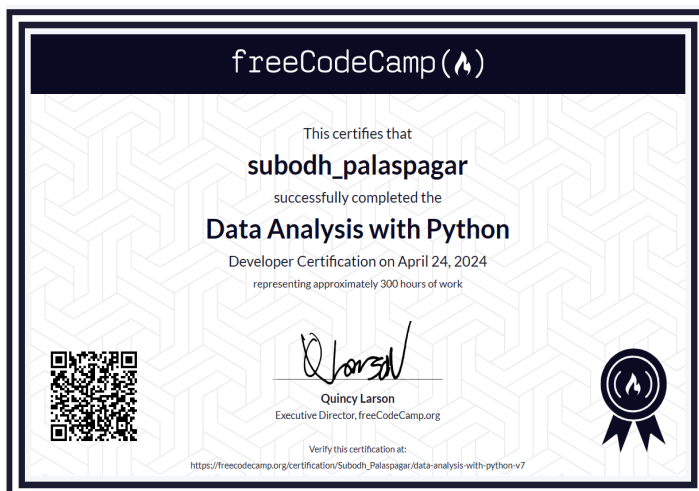 freeCodeCamp(🔥)
This certifies that
subodh_palaspagar
successfully completed the
Data Analysis with Python
Developer Certification on April 24, 2024
representing approximately 300 hours of work
QLarson
Quincy Larson
Executive Director, freeCodeCamp.org
Verify this certification at:
https://freecodecamp.org/certification/Subodh_Palaspagar/data-analysis-with-python-v7